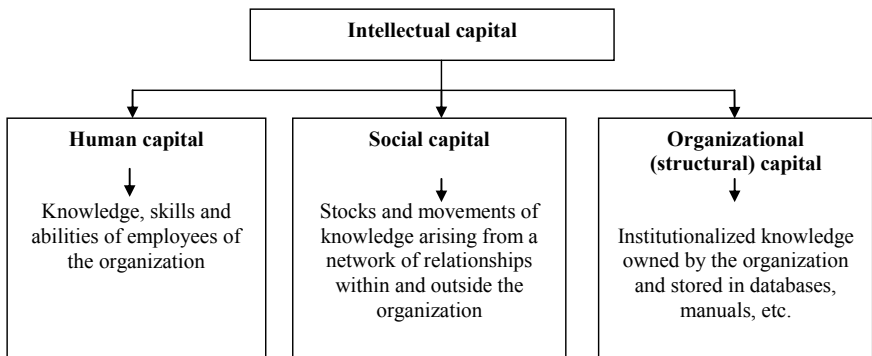 Intellectual capital
Human capital
Knowledge, skills and
abilities of employees of
the organization
Social capital
Stocks and movements of
knowledge arising from a
network of relationships
within and outside the
organization
Organizational
(structural) capital
Institutionalized knowledge
owned by the organization
and stored in databases,
manuals, etc.